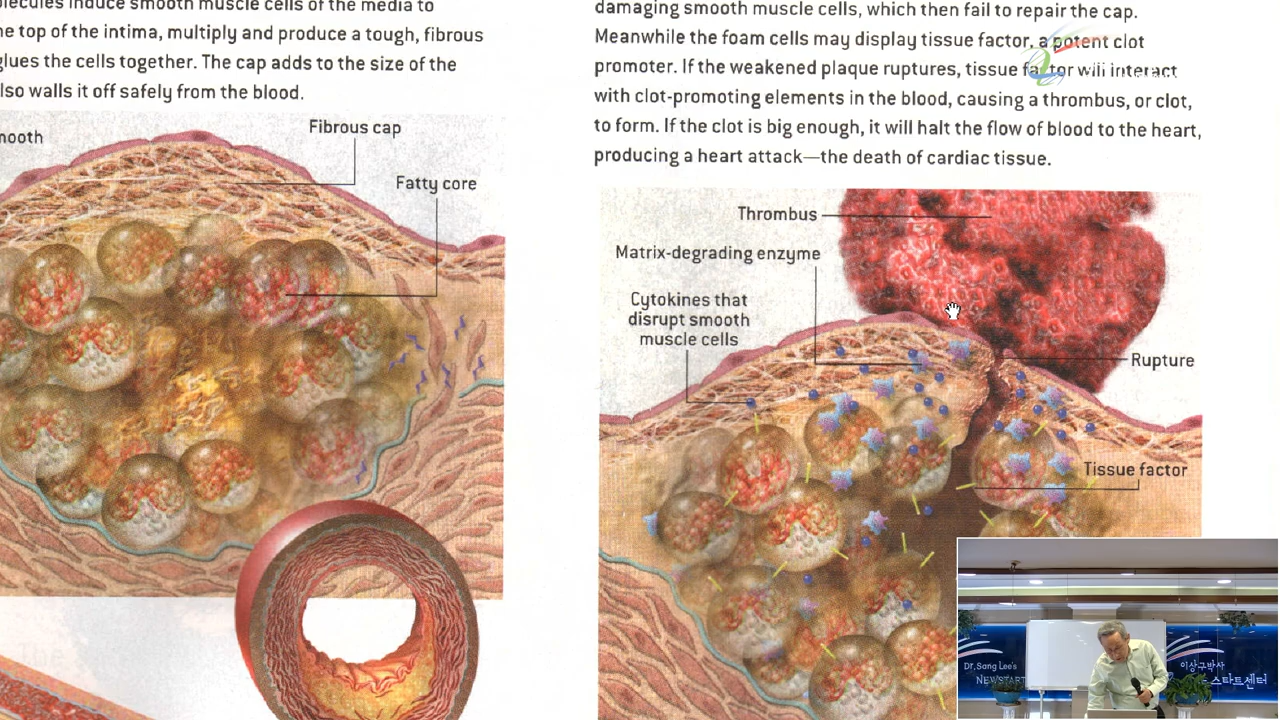 lecules induce smooth muscle cells of the media to
he top of the intima, multiply and produce a tough, fibrous
glues the cells together. The cap adds to the size of the
lso walls it off safely from the blood.
mooth
Fibrous cap
Fatty core
damaging smooth muscle cells, which then fail to repair the cap.
Meanwhile the foam cells may display tissue factor, a potent clot
promoter. If the weakened plaque ruptures, tissue factor will interact
with clot-promoting elements in the blood, causing a thrombus, or clot,
to form. If the clot is big enough, it will halt the flow of blood to the heart,
producing a heart attack—the death of cardiac tissue.
Thrombus
Matrix-degrading enzyme
Cytokines that
disrupt smooth
muscle cells
Rupture
Tissue factor
The
Dr. Sang Lee's
NEWSTART
이상구박사
스타트센터